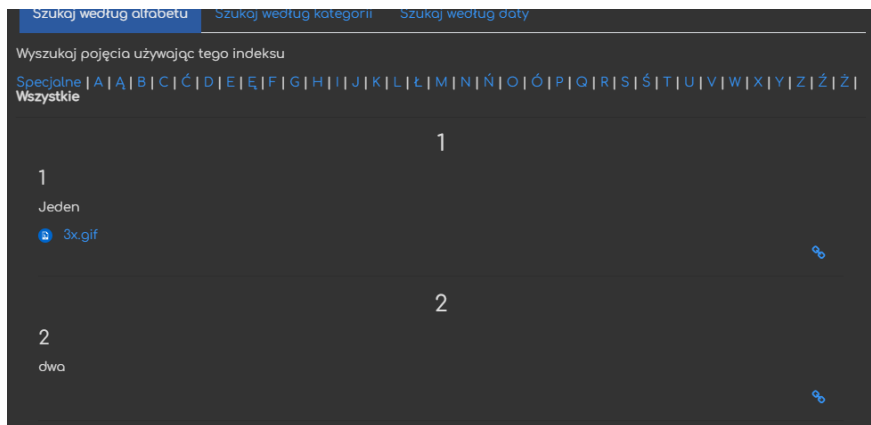 Szukaj według alfabetu Szukaj według kategorii Szukaj według daty
Wyszukaj pojęcia używając tego indeksu
Specjalne | A | Ą | B | C | Ć | D | E | Ę | F | G | H | I | J | K | L | Ł | M | N | Ń | O | Ó | P | Q | R | S | Ś | T | U | V | W | X | Y | Z | Ź | Ż |
Wszystkie
1
1
Jeden
3x.gif
2
2
dwa